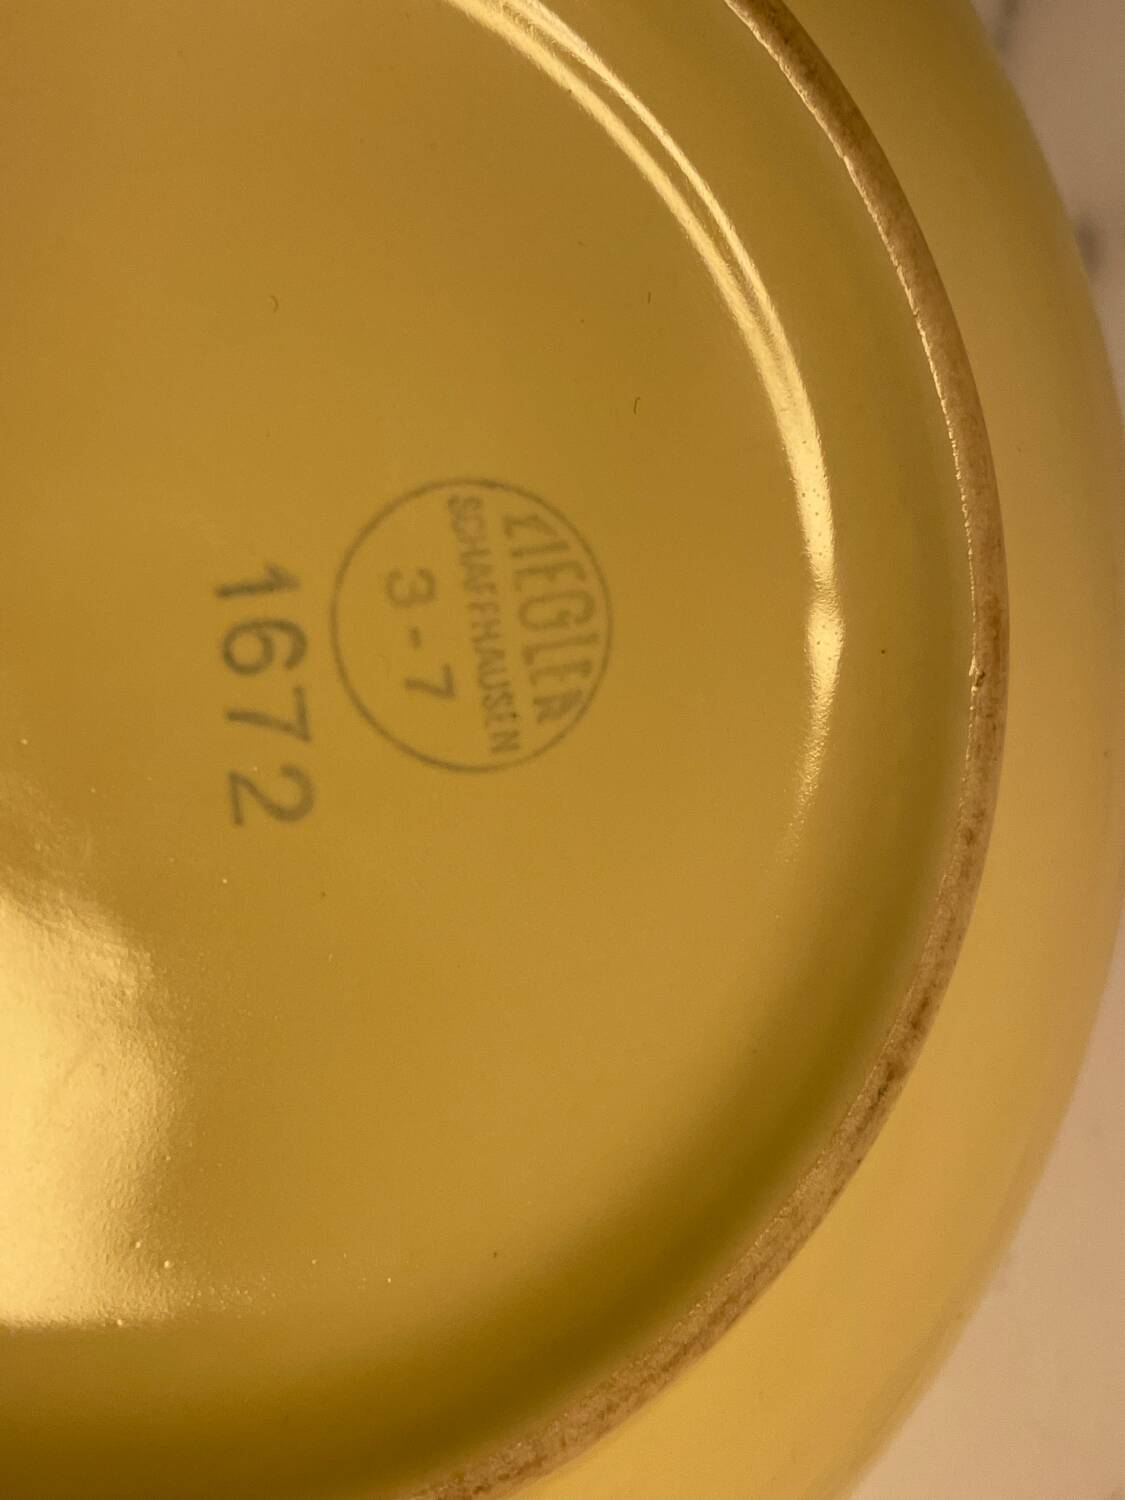 ZIEGLER
SCHAFFHAUSEN
3-7
1672